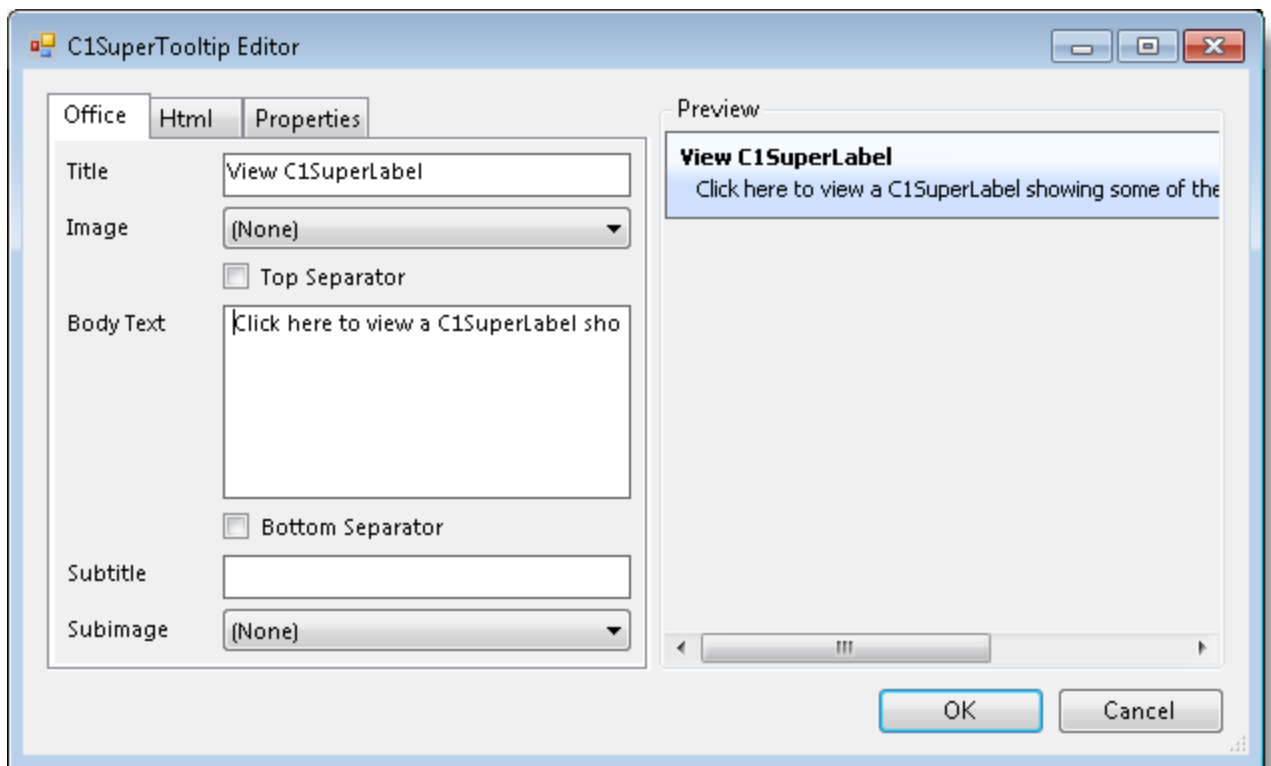 C1SuperTooltip Editor
Office Html Properties
Title View C1SuperLabel
Image (None)
Top Separator
Body Text Click here to view a C1SuperLabel sho
Bottom Separator
Subtitle
Subimage (None)
Preview
View C1SuperLabel
Click here to view a C1SuperLabel showing some of the
OK Cancel